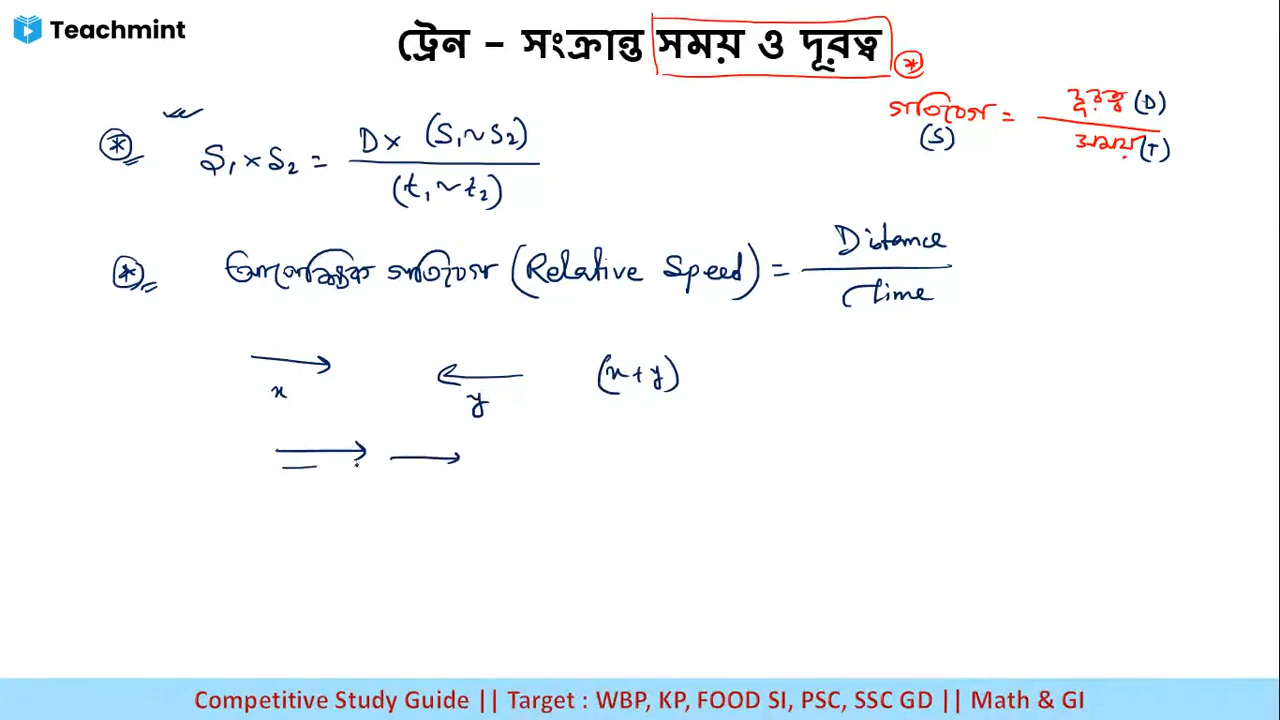 Teachmint
ট্রেন – সংক্রান্ত সময় ও দূরত্ব
*
গতিবেগ (S) = দূরত্ব (D) / সময় (T)
* S₁ × S₂ = D × (S₁ ~ S₂) / (t₁ ~ t₂)
* আপেক্ষিক গতিবেগ (Relative Speed) = Distance / Time
x y (x + y)
Competitive Study Guide || Target : WBP, KP, FOOD SI, PSC, SSC GD || Math & GI